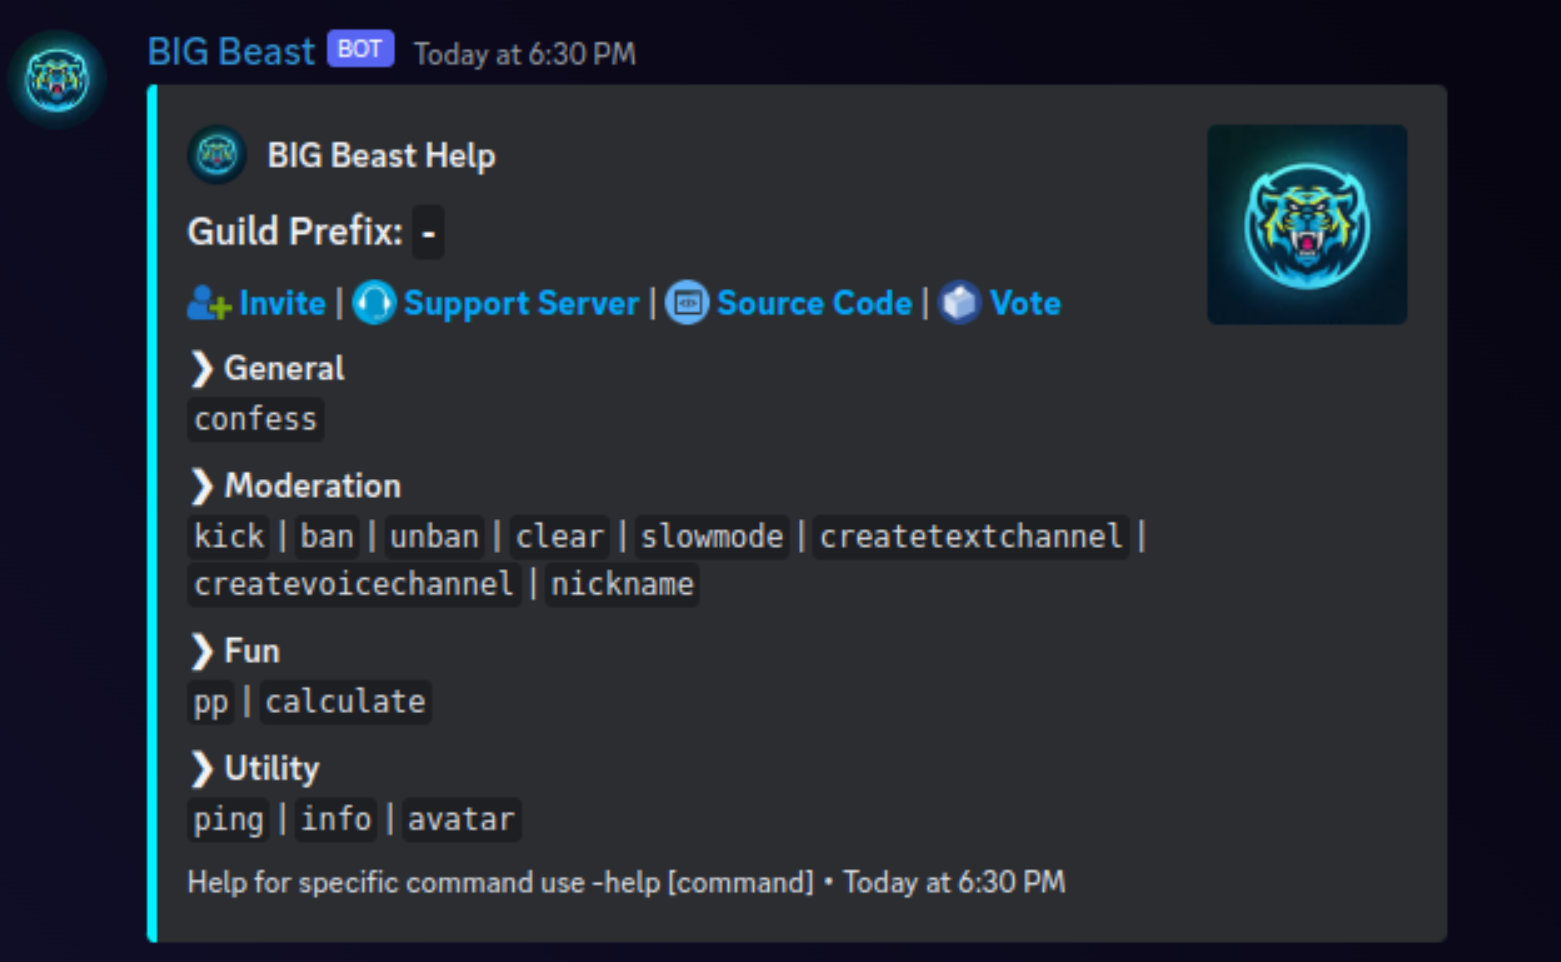 BIG Beast BOT Today at 6:30 PM
BIG Beast Help
Guild Prefix: -
Invite | Support Server | Source Code | Vote
❯ General
confess
❯ Moderation
kick | ban | unban | clear | slowmode | createtextchannel |
createvoicechannel | nickname
❯ Fun
pp | calculate
❯ Utility
ping | info | avatar
Help for specific command use -help [command] • Today at 6:30 PM